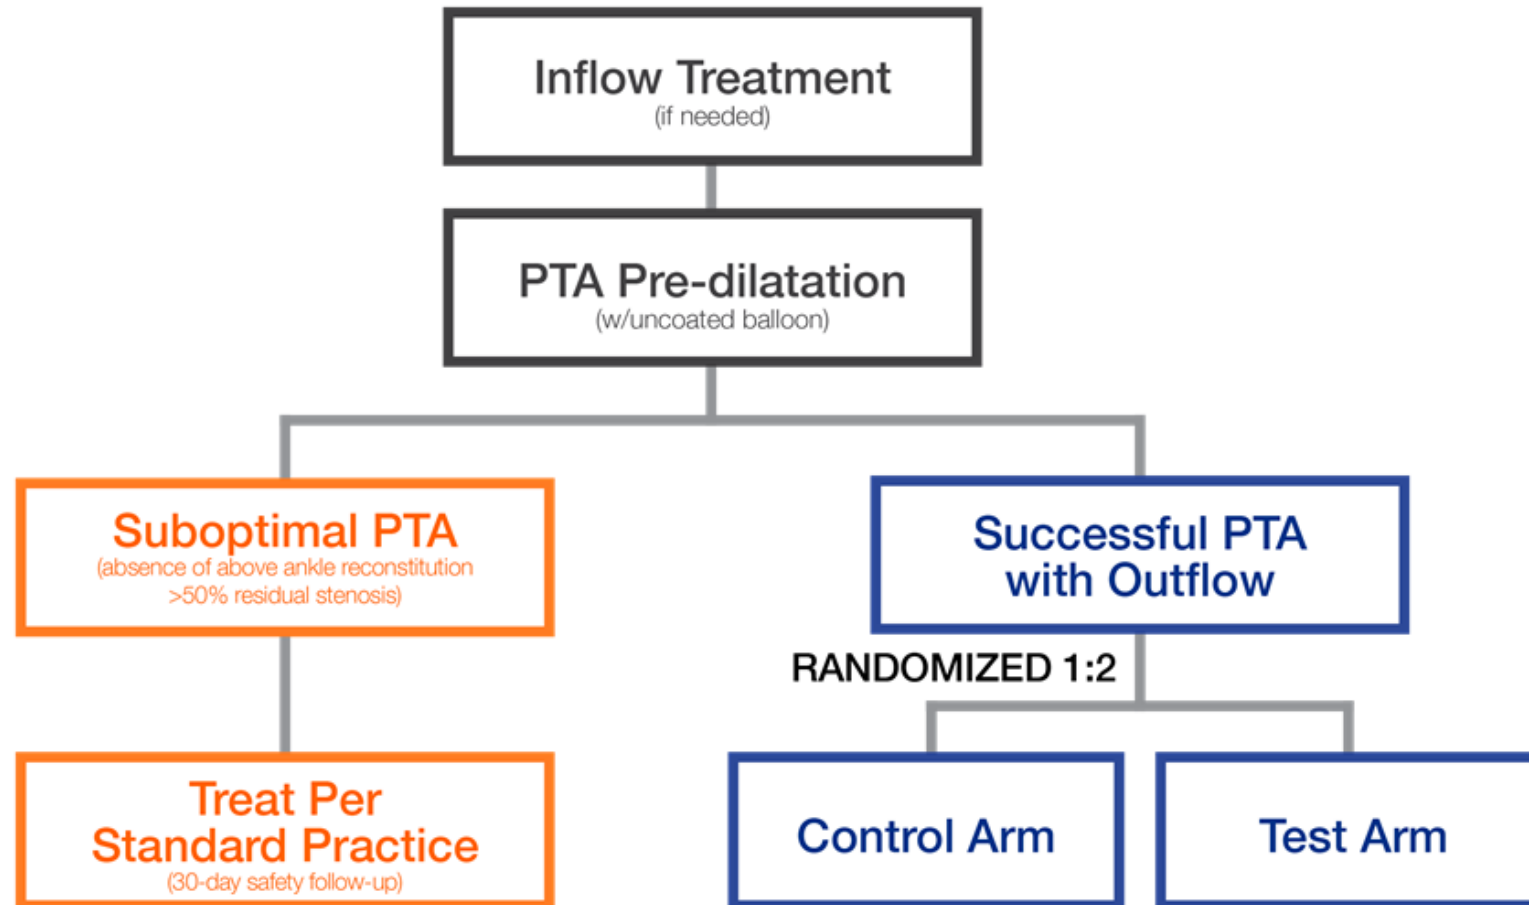 Inflow Treatment
(if needed)
PTA Pre-dilatation
(w/uncoated balloon)
Suboptimal PTA
(absence of above ankle reconstitution
>50% residual stenosis)
Successful PTA
with Outflow
RANDOMIZED 1:2
Treat Per
Standard Practice
(30-day safety follow-up)
Control Arm
Test Arm